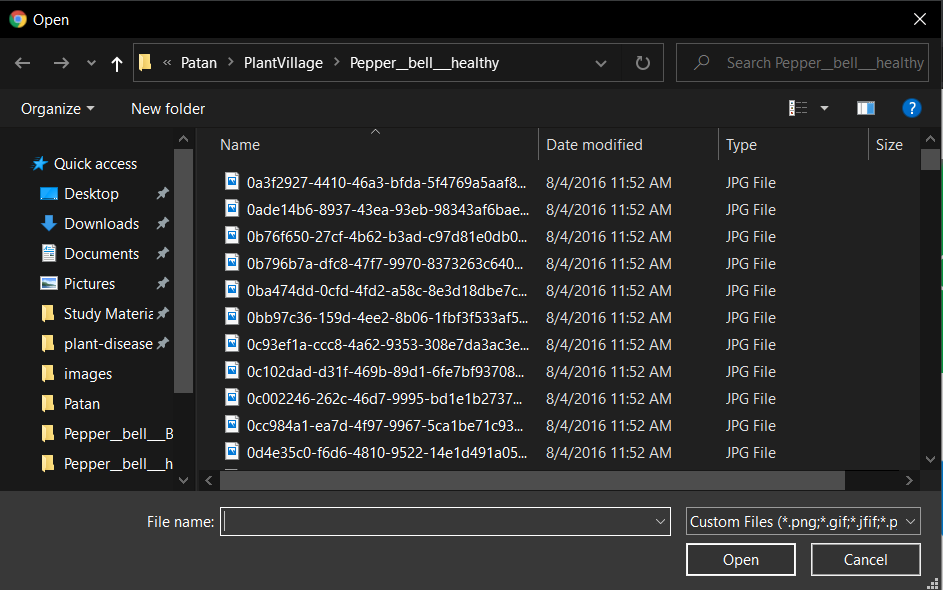 Open
« Patan > PlantVillage > Pepper__bell___healthy
Search Pepper__bell___healthy
Organize
New folder
?
Name Date modified Type Size
Quick access
Desktop
Downloads
Documents
Pictures
Study Materia
plant-disease
images
Patan
Pepper__bell___B
Pepper__bell___h
0a3f2927-4410-46a3-bfda-5f4769a5aaf8... 8/4/2016 11:52 AM JPG File
0ade14b6-8937-43ea-93eb-98343af6bae... 8/4/2016 11:52 AM JPG File
0b76f650-27cf-4b62-b3ad-c97d81e0db0... 8/4/2016 11:52 AM JPG File
0b796b7a-dfc8-47f7-9970-8373263c640... 8/4/2016 11:52 AM JPG File
0ba474dd-0cfd-4fd2-a58c-8e3d18dbe7c... 8/4/2016 11:52 AM JPG File
0bb97c36-159d-4ee2-8b06-1fbf3f533af5... 8/4/2016 11:52 AM JPG File
0c93ef1a-ccc8-4a62-9353-308e7da3ac3e... 8/4/2016 11:52 AM JPG File
0c102dad-d31f-469b-89d1-6fe7bf93708... 8/4/2016 11:52 AM JPG File
0c002246-262c-46d7-9995-bd1e1b2737... 8/4/2016 11:52 AM JPG File
0cc984a1-ea7d-4f97-9967-5ca1be71c93... 8/4/2016 11:52 AM JPG File
0d4e35c0-f6d6-4810-9522-14e1d491a05... 8/4/2016 11:52 AM JPG File
File name:
Custom Files (*.png;*.gif;*.jfif;*.p
Open
Cancel